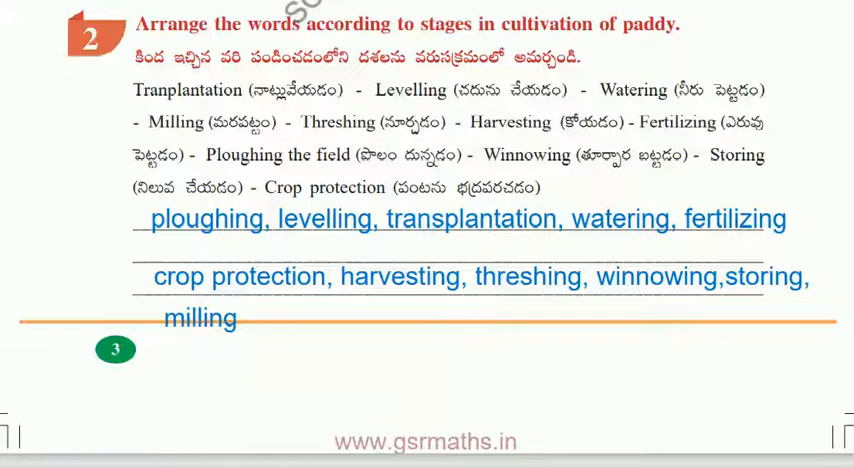 2 Arrange the words according to stages in cultivation of paddy.
కింద ఇచ్చిన వరి పండించడంలోని దశలను వరుసక్రమంలో అమర్చండి.
Tranplantation (నాట్లువేయడం) - Levelling (చదును చేయడం) - Watering (నీరు పెట్టడం)
- Milling (మరపట్టం) - Threshing (నూర్చడం) - Harvesting (కోయడం) - Fertilizing (ఎరువు
పెట్టడం) - Ploughing the field (పొలం దున్నడం) - Winnowing (తూర్పార బట్టడం) - Storing
(నిలువ చేయడం) - Crop protection (పంటను భద్రపరచడం)
ploughing, levelling, transplantation, watering, fertilizing
crop protection, harvesting, threshing, winnowing,storing,
milling
3
www.gsrmaths.in